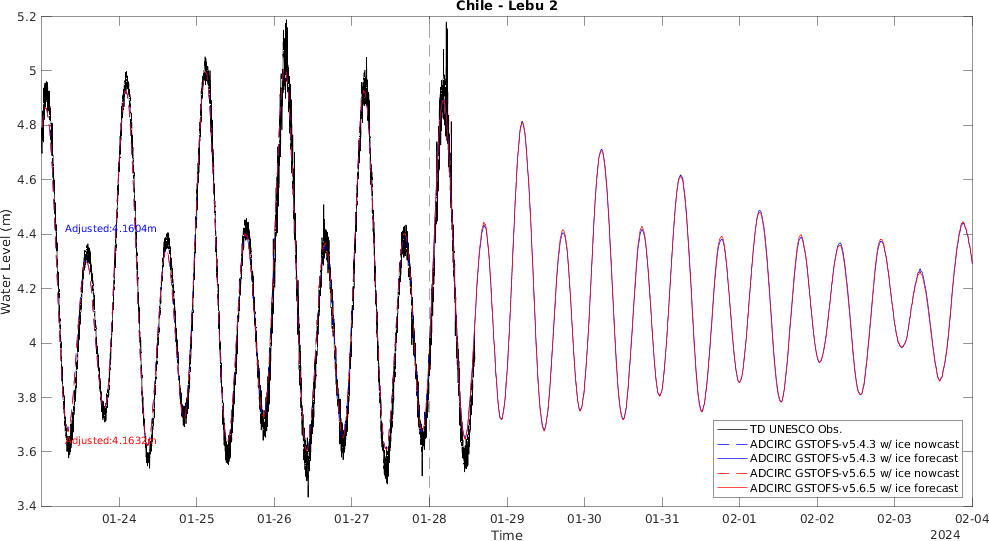 Chile - Lebu 2
5.2
5
4.8
4.6
4.4
4.2
4
3.8
3.6
3.4
Water Level (m)
Adjusted:4.1604m
Adjusted:4.1632m
TD UNESCO Obs.
ADCIRC GSTOFS-v5.4.3 w/ ice nowcast
ADCIRC GSTOFS-v5.4.3 w/ ice forecast
ADCIRC GSTOFS-v5.6.5 w/ ice nowcast
ADCIRC GSTOFS-v5.6.5 w/ ice forecast
01-24 01-25 01-26 01-27 01-28 01-29 01-30 01-31 02-01 02-02 02-03 02-04
Time
2024